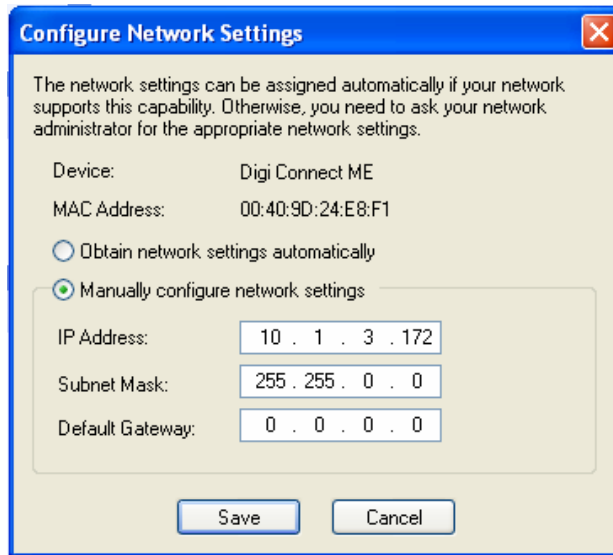 Configure Network Settings
The network settings can be assigned automatically if your network
supports this capability. Otherwise, you need to ask your network
administrator for the appropriate network settings.
Device: Digi Connect ME
MAC Address: 00:40:9D:24:E8:F1
Obtain network settings automatically
Manually configure network settings
IP Address: 10 . 1 . 3 . 172
Subnet Mask: 255 . 255 . 0 . 0
Default Gateway: 0 . 0 . 0 . 0
Save Cancel